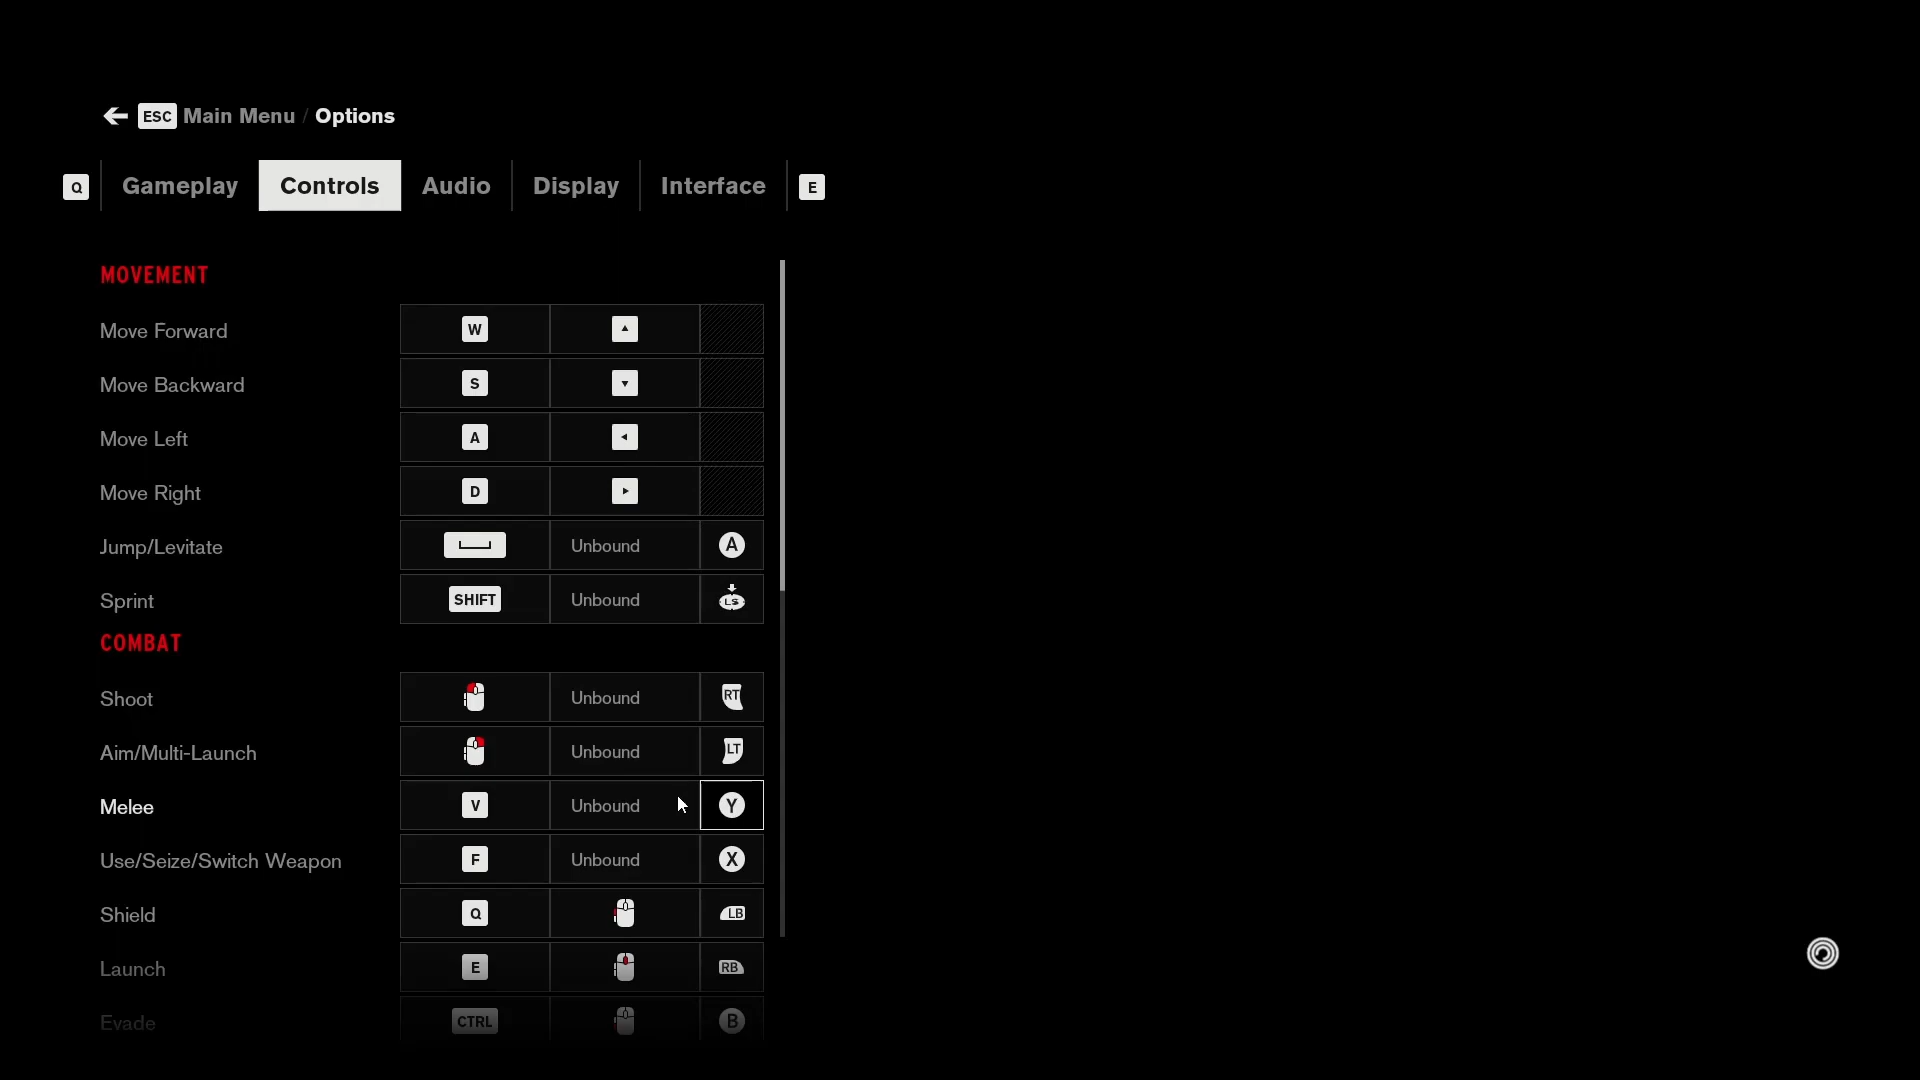 ESC Main Menu / Options
Q Gameplay Controls Audio Display Interface E
MOVEMENT
Move Forward W
Move Backward S
Move Left A
Move Right D
Jump/Levitate Unbound A
Sprint SHIFT Unbound LS
COMBAT
Shoot Unbound RT
Aim/Multi-Launch Unbound LT
Melee V Unbound Y
Use/Seize/Switch Weapon F Unbound X
Shield Q LB
Launch E RB
Evade CTRL B